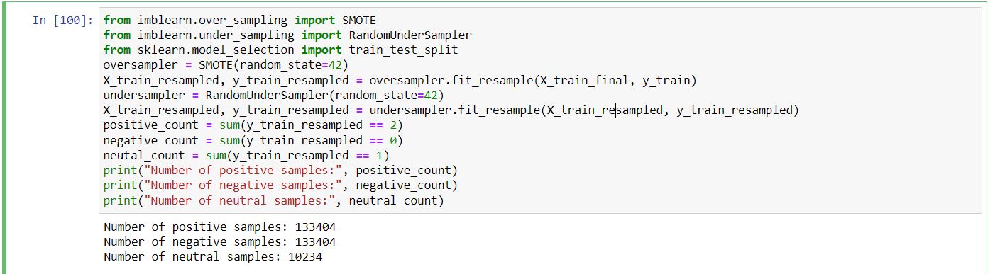 In [100]: from imblearn.over_sampling import SMOTE
from imblearn.under_sampling import RandomUnderSampler
from sklearn.model_selection import train_test_split
oversampler = SMOTE(random_state=42)
X_train_resampled, y_train_resampled = oversampler.fit_resample(X_train_final, y_train)
undersampler = RandomUnderSampler(random_state=42)
X_train_resampled, y_train_resampled = undersampler.fit_resample(X_train_resampled, y_train_resampled)
positive_count = sum(y_train_resampled == 2)
negative_count = sum(y_train_resampled == 0)
neutal_count = sum(y_train_resampled == 1)
print("Number of positive samples:", positive_count)
print("Number of negative samples:", negative_count)
print("Number of neutral samples:", neutral_count)
Number of positive samples: 133404
Number of negative samples: 133404
Number of neutral samples: 10234